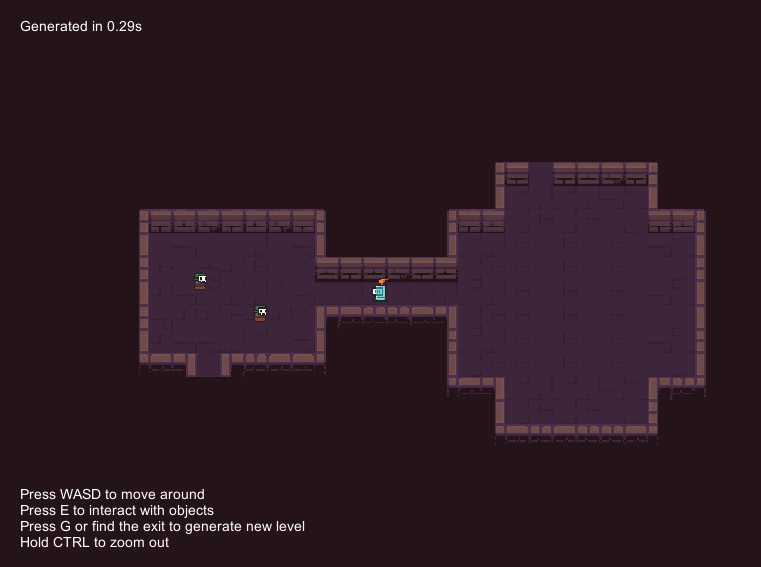 Generated in 0.29s
Press WASD to move around
Press E to interact with objects
Press G or find the exit to generate new level
Hold CTRL to zoom out